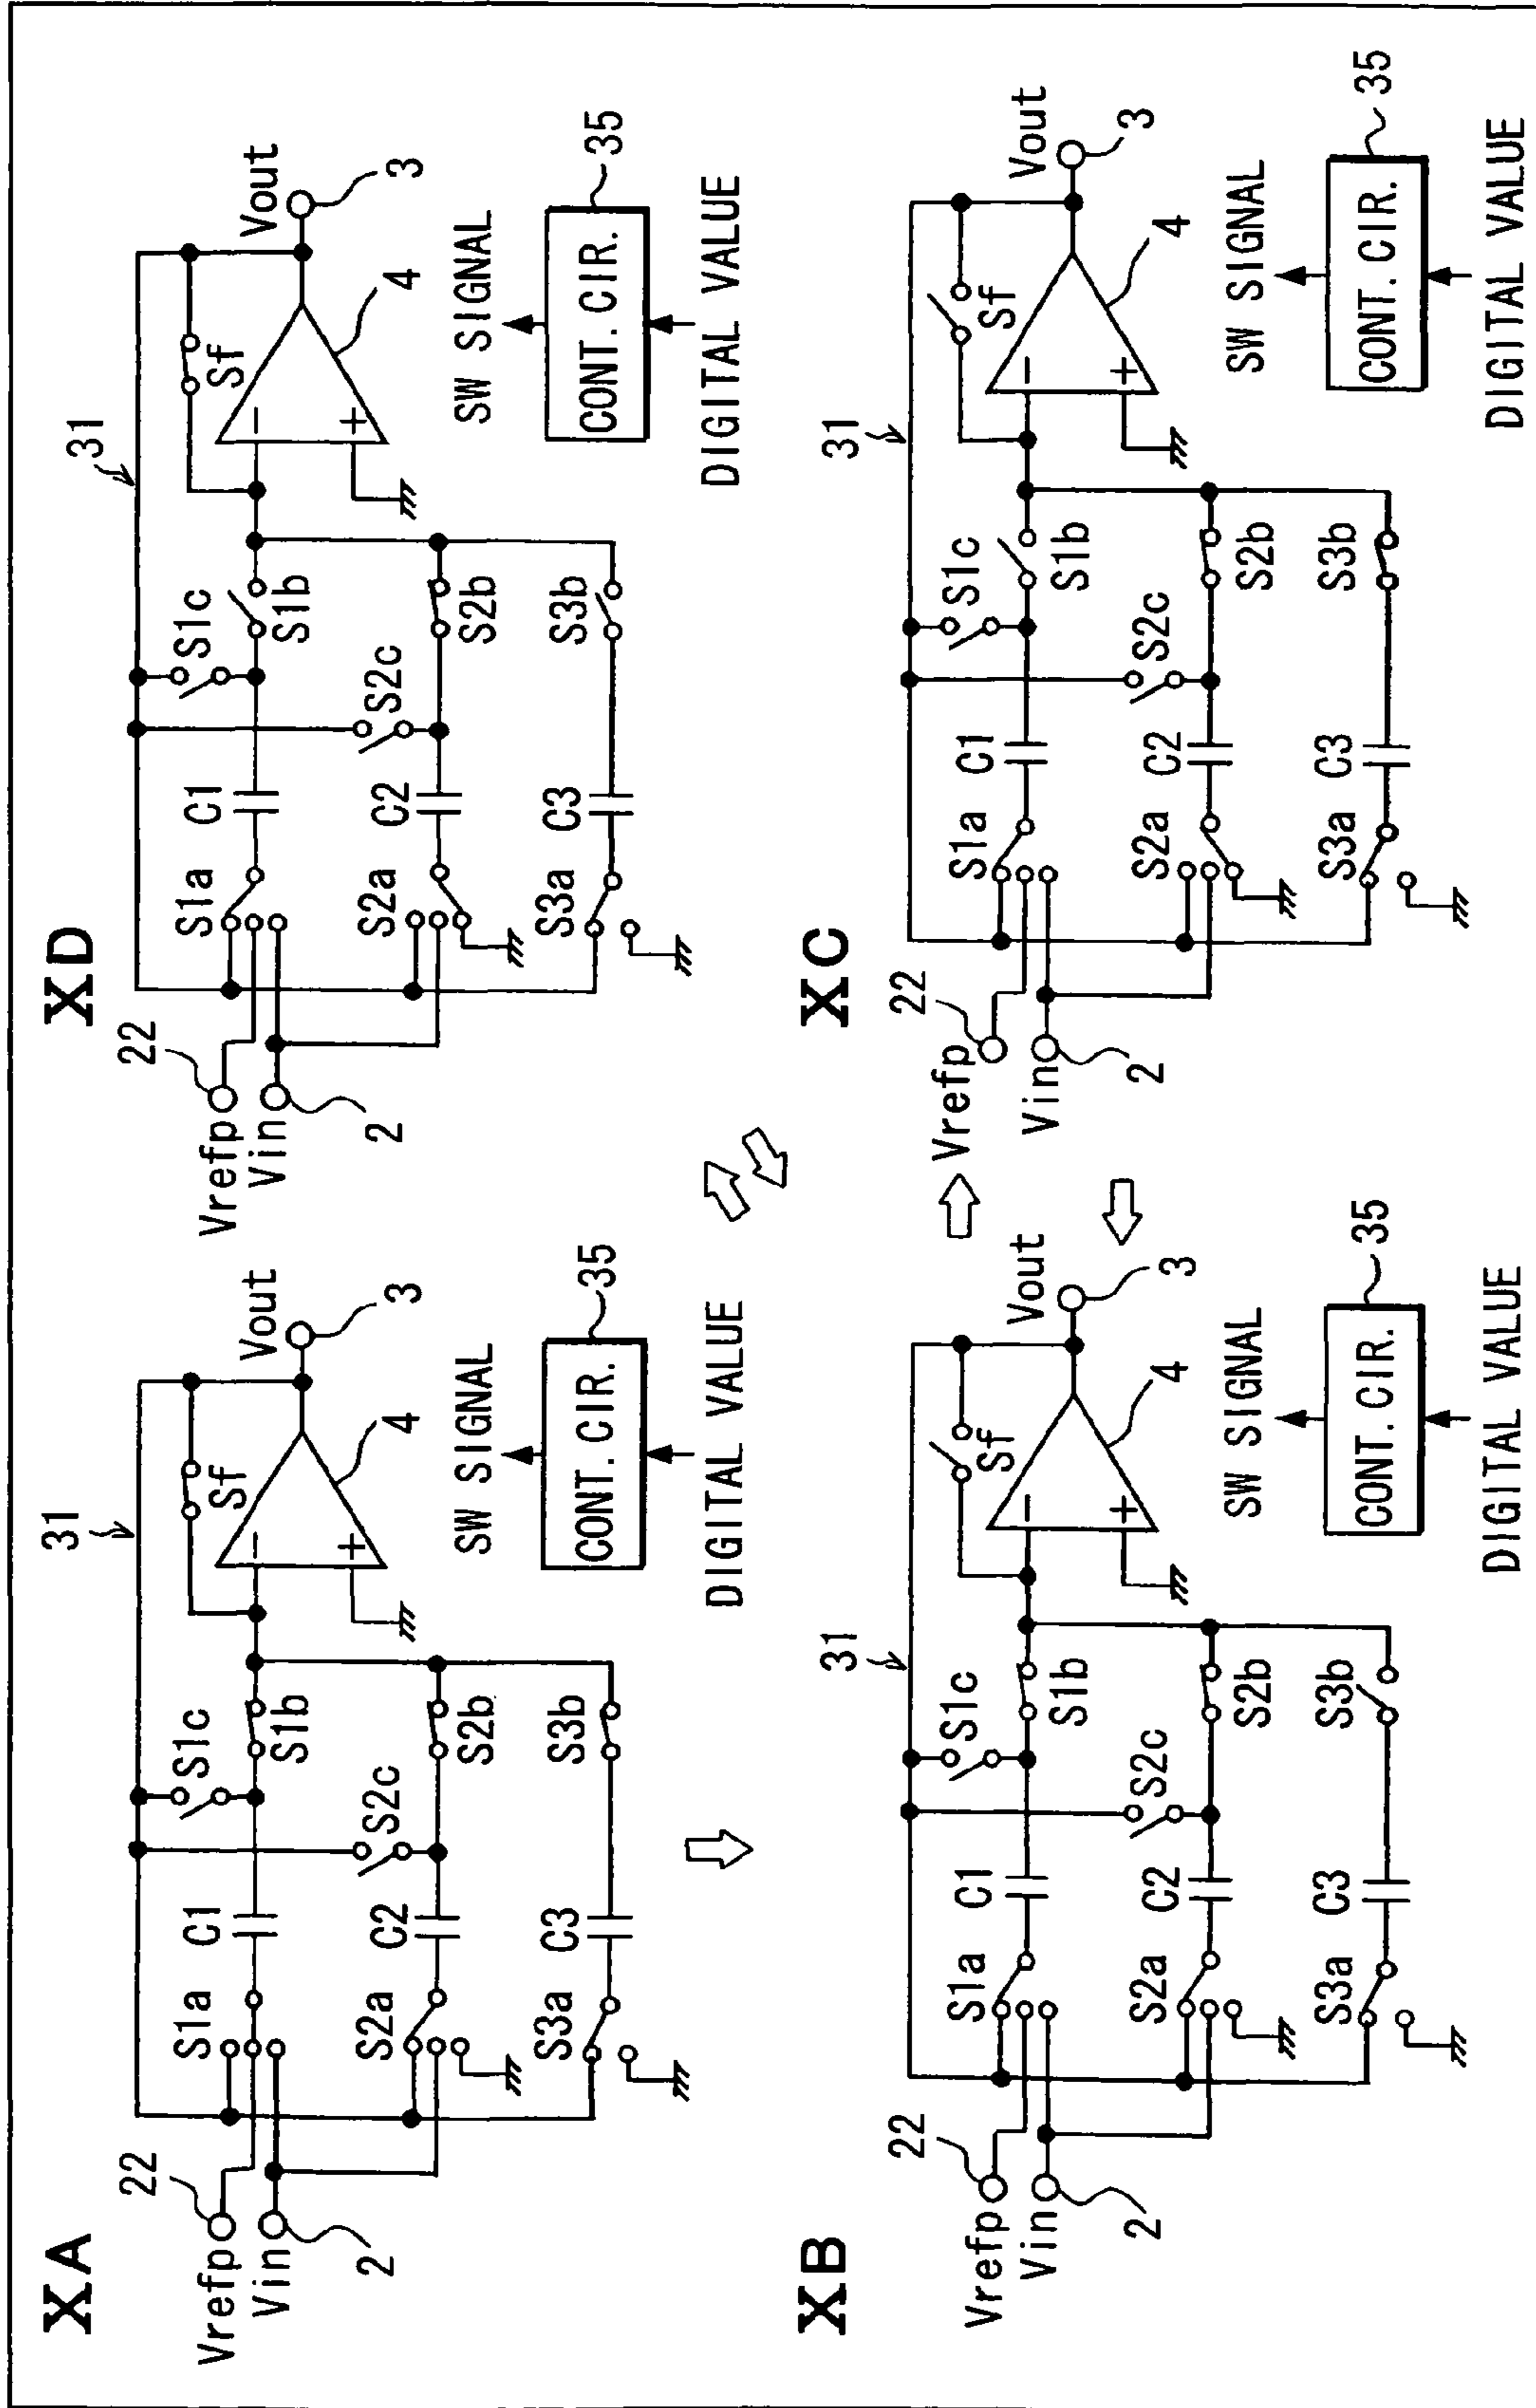 XA
31
Vrefp
22
Vin
2
S1a
C1
S1c
S1b
Sf
Vout
3
4
S2a
C2
S2c
S2b
S3a
C3
S3b
SW SIGNAL
CONT. CIR.
35
DIGITAL VALUE
XD
31
Vrefp
22
Vin
2
S1a
C1
S1c
S1b
Sf
Vout
3
4
S2a
C2
S2c
S2b
S3a
C3
S3b
SW SIGNAL
CONT. CIR.
35
DIGITAL VALUE
XB
31
Vrefp
22
Vin
2
S1a
C1
S1c
S1b
Sf
Vout
3
4
S2a
C2
S2c
S2b
S3a
C3
S3b
SW SIGNAL
CONT. CIR.
35
DIGITAL VALUE
XC
31
Vrefp
22
Vin
2
S1a
C1
S1c
S1b
Sf
Vout
3
4
S2a
C2
S2c
S2b
S3a
C3
S3b
SW SIGNAL
CONT. CIR.
35
DIGITAL VALUE